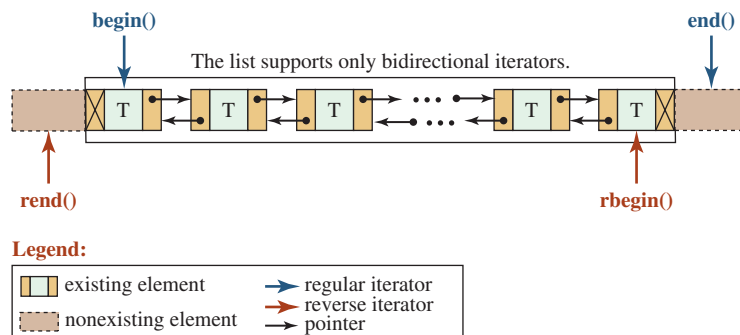 begin()
end()
The list supports only bidirectional iterators.
T
T
T
T
T
rend()
rbegin()
Legend:
existing element
regular iterator
reverse iterator
nonexisting element
pointer